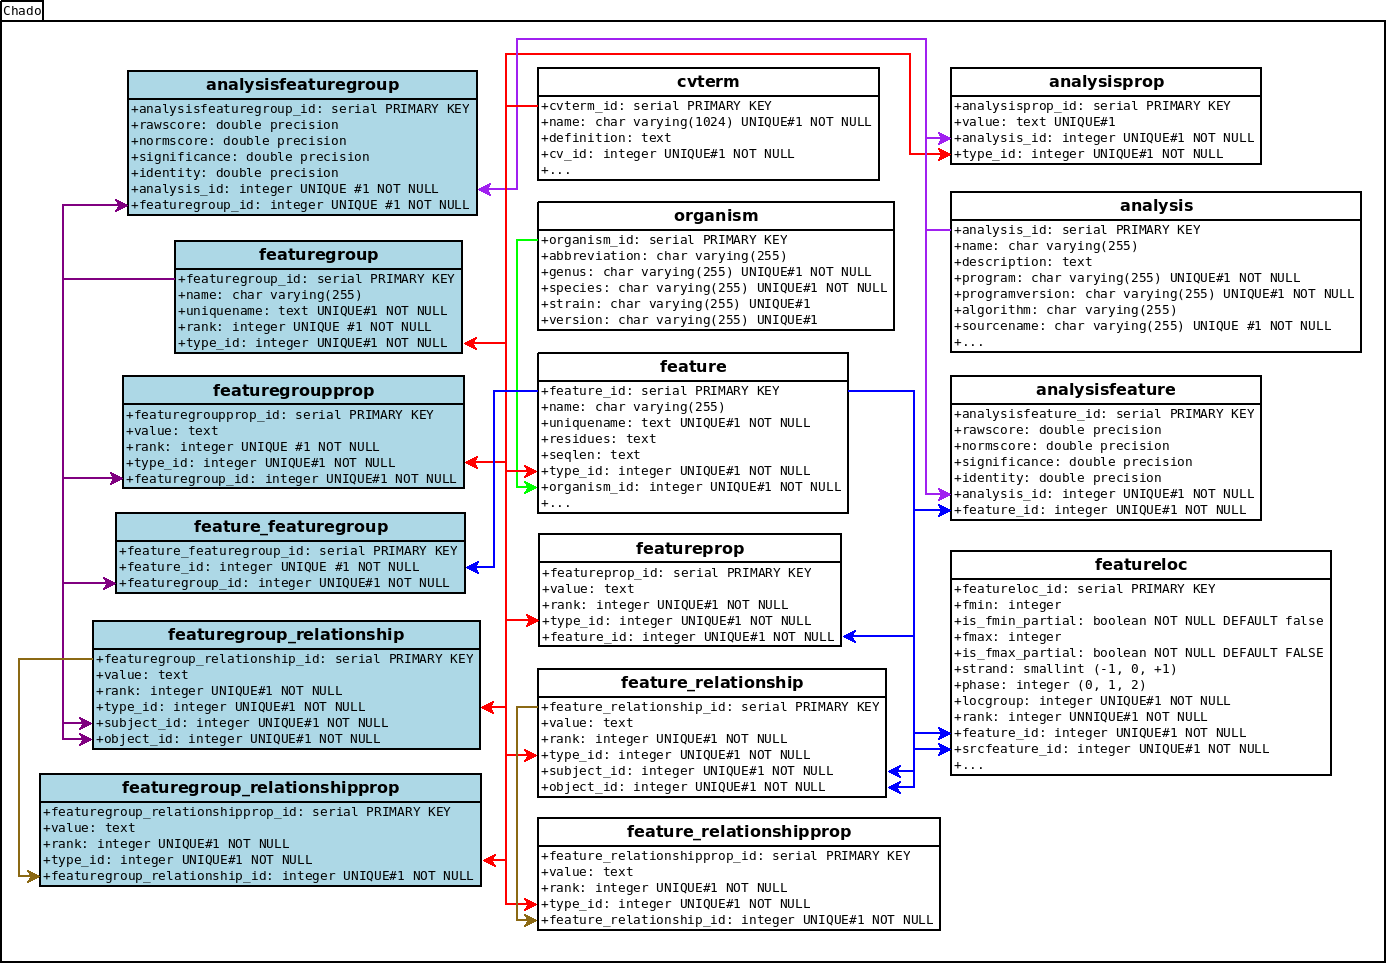 Chado
analysisfeaturegroup
+analysisfeaturegroup_id: serial PRIMARY KEY
+rawscore: double precision
+normscore: double precision
+significance: double precision
+identity: double precision
+analysis_id: integer UNIQUE #1 NOT NULL
+featuregroup_id: integer UNIQUE #1 NOT NULL
featuregroup
+featuregroup_id: serial PRIMARY KEY
+name: char varying(255)
+uniquename: text UNIQUE#1 NOT NULL
+rank: integer UNIQUE #1 NOT NULL
+type_id: integer UNIQUE#1 NOT NULL
featuregroupprop
+featuregroupprop_id: serial PRIMARY KEY
+value: text
+rank: integer UNIQUE #1 NOT NULL
+type_id: integer UNIQUE#1 NOT NULL
+featuregroup_id: integer UNIQUE#1 NOT NULL
feature_featuregroup
+feature_featuregroup_id: serial PRIMARY KEY
+feature_id: integer UNIQUE #1 NOT NULL
+featuregroup_id: integer UNIQUE#1 NOT NULL
featuregroup_relationship
+featuregroup_relationship_id: serial PRIMARY KEY
+value: text
+rank: integer UNIQUE#1 NOT NULL
+type_id: integer UNIQUE#1 NOT NULL
+subject_id: integer UNIQUE#1 NOT NULL
+object_id: integer UNIQUE#1 NOT NULL
featuregroup_relationshipprop
+featuregroup_relationshipprop_id: serial PRIMARY KEY
+value: text
+rank: integer UNIQUE#1 NOT NULL
+type_id: integer UNIQUE#1 NOT NULL
+featuregroup_relationship_id: integer UNIQUE#1 NOT NULL
cvterm
+cvterm_id: serial PRIMARY KEY
+name: char varying(1024) UNIQUE#1 NOT NULL
+definition: text
+cv_id: integer UNIQUE#1 NOT NULL
+...
organism
+organism_id: serial PRIMARY KEY
+abbreviation: char varying(255)
+genus: char varying(255) UNIQUE#1 NOT NULL
+species: char varying(255) UNIQUE#1 NOT NULL
+strain: char varying(255) UNIQUE#1
+version: char varying(255) UNIQUE#1
feature
+feature_id: serial PRIMARY KEY
+name: char varying(255)
+uniquename: text UNIQUE#1 NOT NULL
+residues: text
+seqlen: text
+type_id: integer UNIQUE#1 NOT NULL
+organism_id: integer UNIQUE#1 NOT NULL
+...
featureprop
+featureprop_id: serial PRIMARY KEY
+value: text
+rank: integer UNIQUE#1 NOT NULL
+type_id: integer UNIQUE#1 NOT NULL
+feature_id: integer UNIQUE#1 NOT NULL
feature_relationship
+feature_relationship_id: serial PRIMARY KEY
+value: text
+rank: integer UNIQUE#1 NOT NULL
+type_id: integer UNIQUE#1 NOT NULL
+subject_id: integer UNIQUE#1 NOT NULL
+object_id: integer UNIQUE#1 NOT NULL
feature_relationshipprop
+feature_relationshipprop_id: serial PRIMARY KEY
+value: text
+rank: integer UNIQUE#1 NOT NULL
+type_id: integer UNIQUE#1 NOT NULL
+feature_relationship_id: integer UNIQUE#1 NOT NULL
analysisprop
+analysisprop_id: serial PRIMARY KEY
+value: text UNIQUE#1
+analysis_id: integer UNIQUE#1 NOT NULL
+type_id: integer UNIQUE#1 NOT NULL
analysis
+analysis_id: serial PRIMARY KEY
+name: char varying(255)
+description: text
+program: char varying(255) UNIQUE#1 NOT NULL
+programversion: char varying(255) UNIQUE#1 NOT NULL
+algorithm: char varying(255)
+sourcename: char varying(255) UNIQUE #1 NOT NULL
+...
analysisfeature
+analysisfeature_id: serial PRIMARY KEY
+rawscore: double precision
+normscore: double precision
+significance: double precision
+identity: double precision
+analysis_id: integer UNIQUE#1 NOT NULL
+feature_id: integer UNIQUE#1 NOT NULL
featureloc
+featureloc_id: serial PRIMARY KEY
+fmin: integer
+is_fmin_partial: boolean NOT NULL DEFAULT false
+fmax: integer
+is_fmax_partial: boolean NOT NULL DEFAULT FALSE
+strand: smallint (-1, 0, +1)
+phase: integer (0, 1, 2)
+locgroup: integer UNIQUE#1 NOT NULL
+rank: integer UNNIQUE#1 NOT NULL
+feature_id: integer UNIQUE#1 NOT NULL
+srcfeature_id: integer UNIQUE#1 NOT NULL
+...